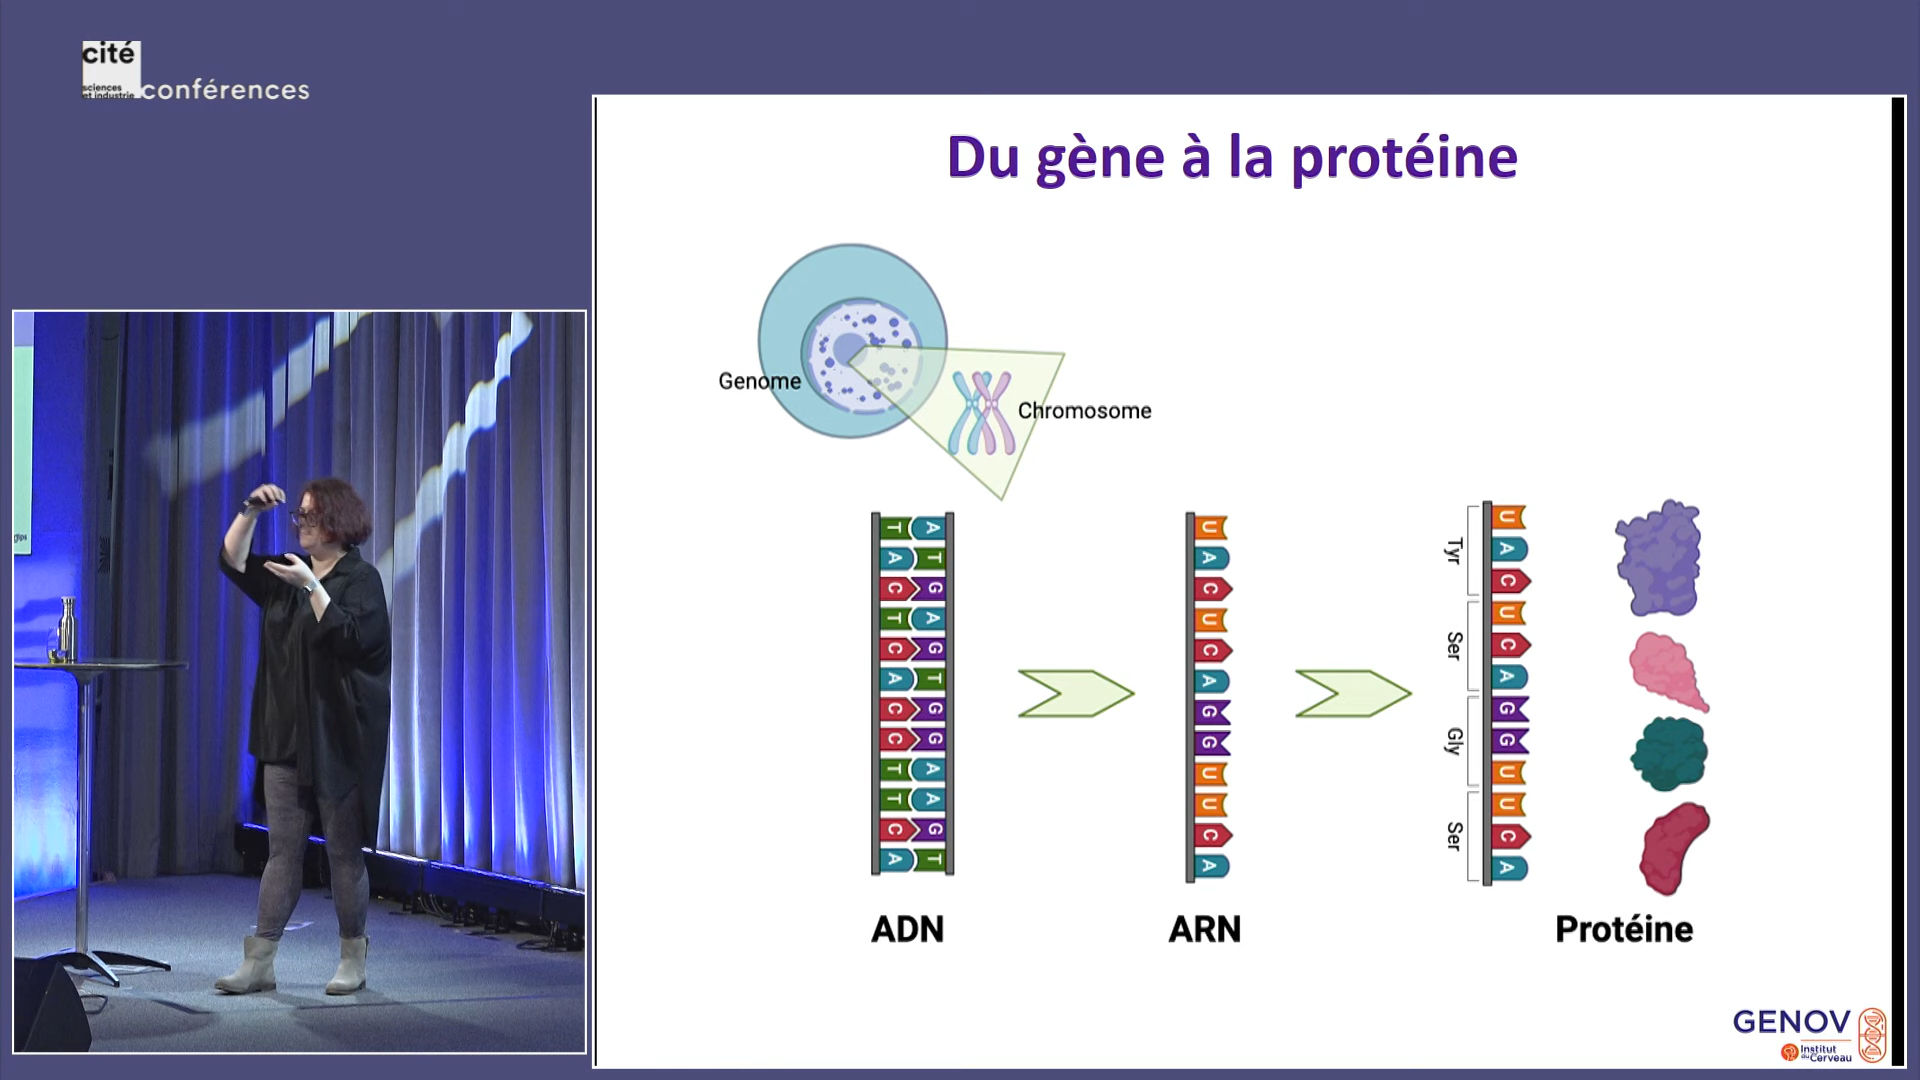 cité
sciences
et industrie
conférences
Du gène à la protéine
Genome
Chromosome
T A
A T
C G
T A
C G
A T
C G
C G
T A
T A
C G
A T
U
A
C
U
C
A
G
G
U
U
C
A
Tyr
Ser
Gly
Ser
U
A
C
U
C
A
G
G
U
U
C
A
ADN
ARN
Protéine
GENOV
Institut
du Cerveau